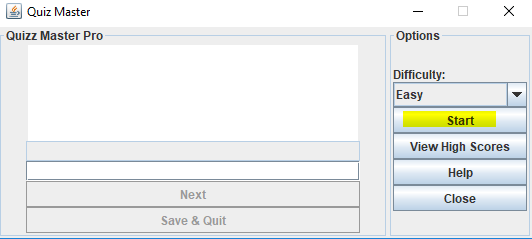 Quiz Master
Quizz Master Pro
Next
Save & Quit
Options
Difficulty:
Easy
Start
View High Scores
Help
Close